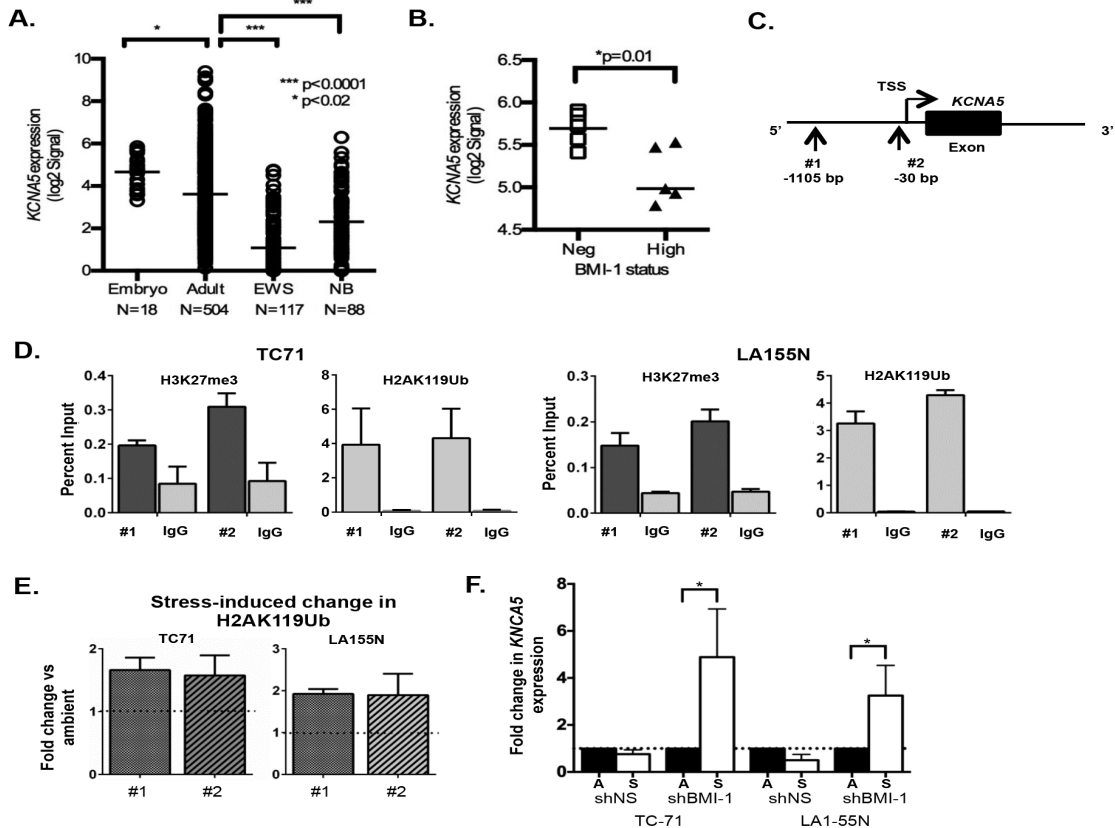 A.
***
*
***
*** p<0.0001
* p<0.02
KCNA5 expression
(log2 Signal)
10
8
6
4
2
0
Embryo Adult EWS NB
N=18 N=504 N=117 N=88
B.
*p=0.01
KCNA5 expression
(log2 Signal)
6.5
6.0
5.5
5.0
4.5
Neg High
BMI-1 status
C.
TSS
KCNA5
5’
3’
Exon
#1
-1105 bp
#2
-30 bp
D.
TC71
H3K27me3
Percent Input
0.4
0.3
0.2
0.1
0.0
#1 IgG #2 IgG
H2AK119Ub
8
6
4
2
0
#1 IgG #2 IgG
LA155N
H3K27me3
Percent Input
0.3
0.2
0.1
0.0
#1 IgG #2 IgG
H2AK119Ub
5
4
3
2
1
0
#1 IgG #2 IgG
E.
Stress-induced change in
H2AK119Ub
TC71
Fold change vs
ambient
2
1
0
#1 #2
LA155N
3
2
1
0
#1 #2
F.
Fold change in KNCA5
expression
8
6
4
2
0
*
*
A S A S A S A S
shNS shBMI-1 shNS shBMI-1
TC-71 LA1-55N